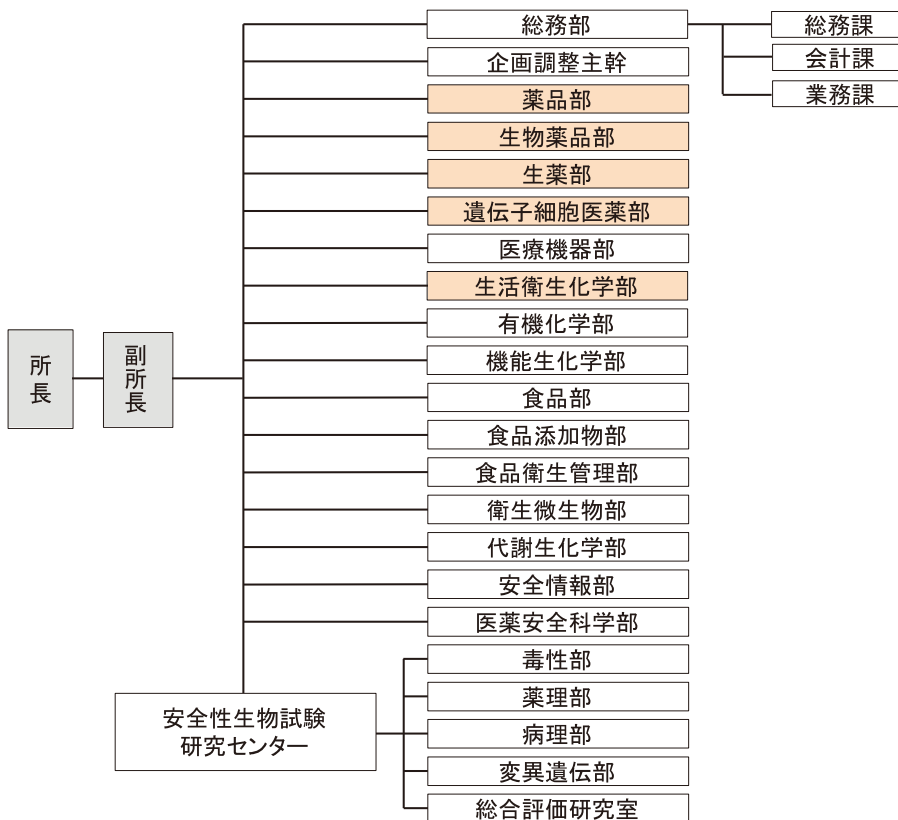 総務部
総務課
会計課
業務課
企画調整主幹
薬品部
生物薬品部
生薬部
遺伝子細胞医薬部
医療機器部
生活衛生化学部
有機化学部
機能生化学部
所長
副所長
食品部
食品添加物部
食品衛生管理部
衛生微生物部
代謝生化学部
安全情報部
医薬安全科学部
安全性生物試験
研究センター
毒性部
薬理部
病理部
変異遺伝部
総合評価研究室